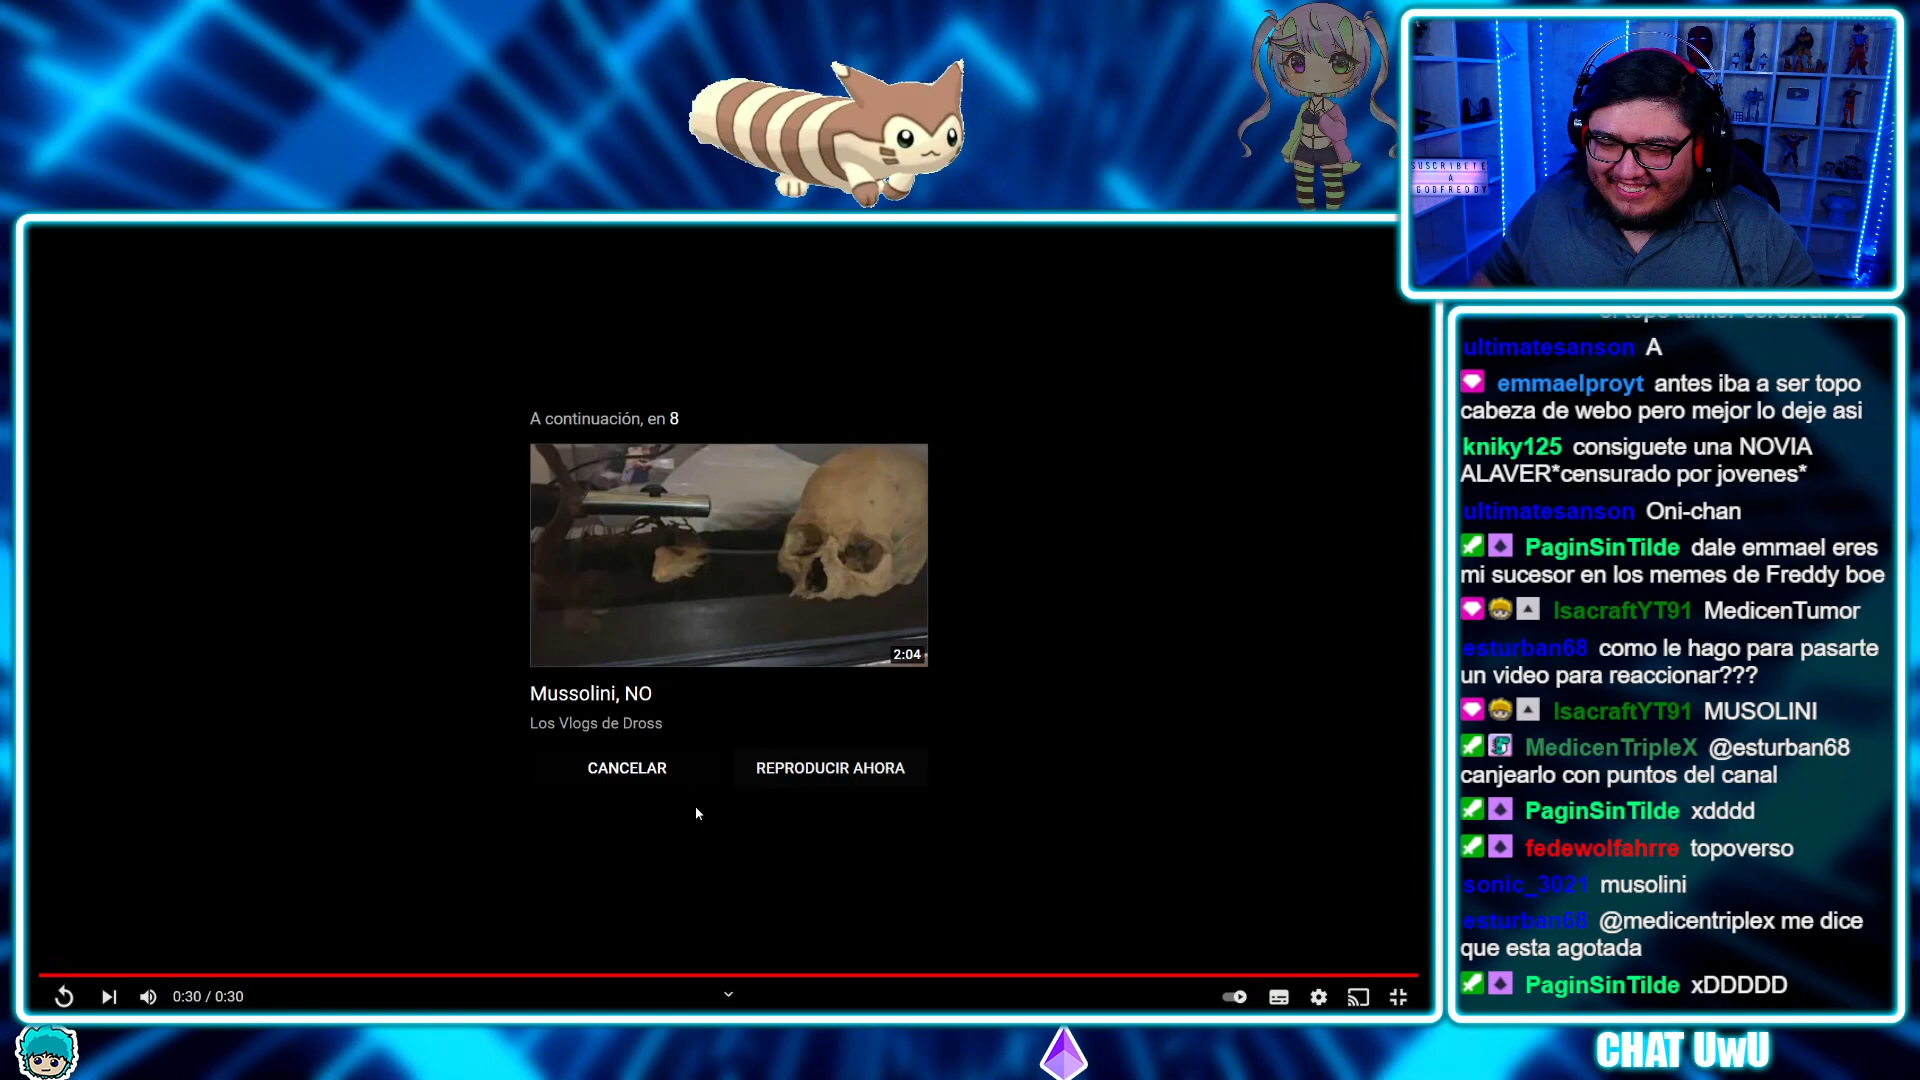 SUSCRIBETE
A
GODFREDDY
A continuación, en 8
2:04
Mussolini, NO
Los Vlogs de Dross
CANCELAR
REPRODUCIR AHORA
0:30 / 0:30
ultimatesanson A
emmaelproyt antes iba a ser topo
cabeza de webo pero mejor lo deje asi
kniky125 consiguete una NOVIA
ALAVER*censurado por jovenes*
ultimatesanson Oni-chan
PaginSinTilde dale emmael eres
mi sucesor en los memes de Freddy boe
IsacraftYT91 MedicenTumor
esturban68 como le hago para pasarte
un video para reaccionar???
IsacraftYT91 MUSOLINI
MedicenTripleX @esturban68
canjearlo con puntos del canal
PaginSinTilde xdddd
fedewolfahrre topoverso
sonic_3021 musolini
esturban68 @medicentriplex me dice
que esta agotada
PaginSinTilde xDDDDD
CHAT UwU